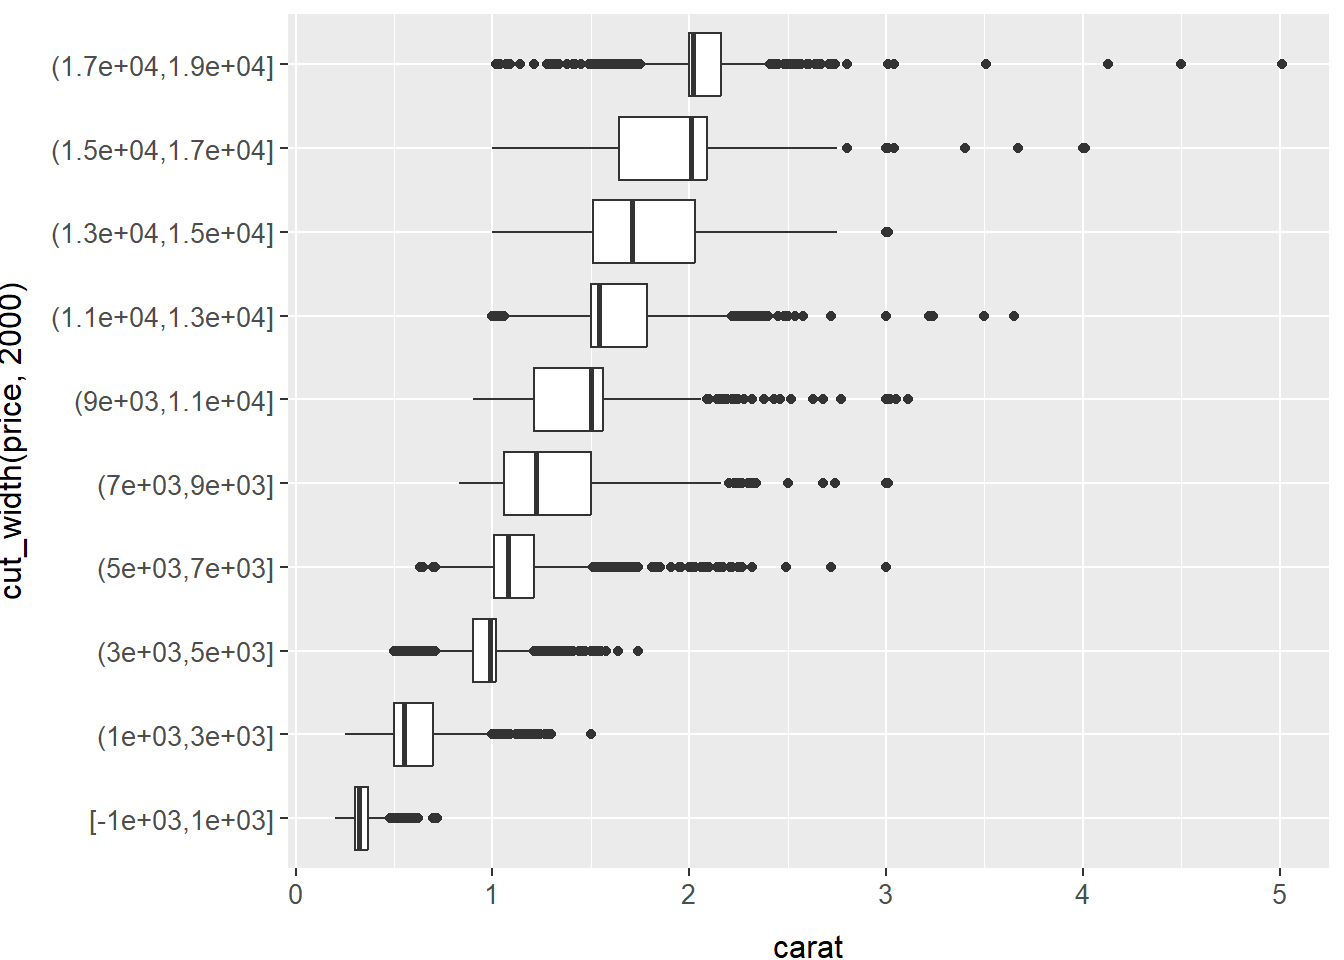 (1.7e+04,1.9e+04]
(1.5e+04,1.7e+04]
(1.3e+04,1.5e+04]
(1.1e+04,1.3e+04]
(9e+03,1.1e+04]
(7e+03,9e+03]
(5e+03,7e+03]
(3e+03,5e+03]
(1e+03,3e+03]
[-1e+03,1e+03]
cut_width(price, 2000)
0 1 2 3 4 5
carat